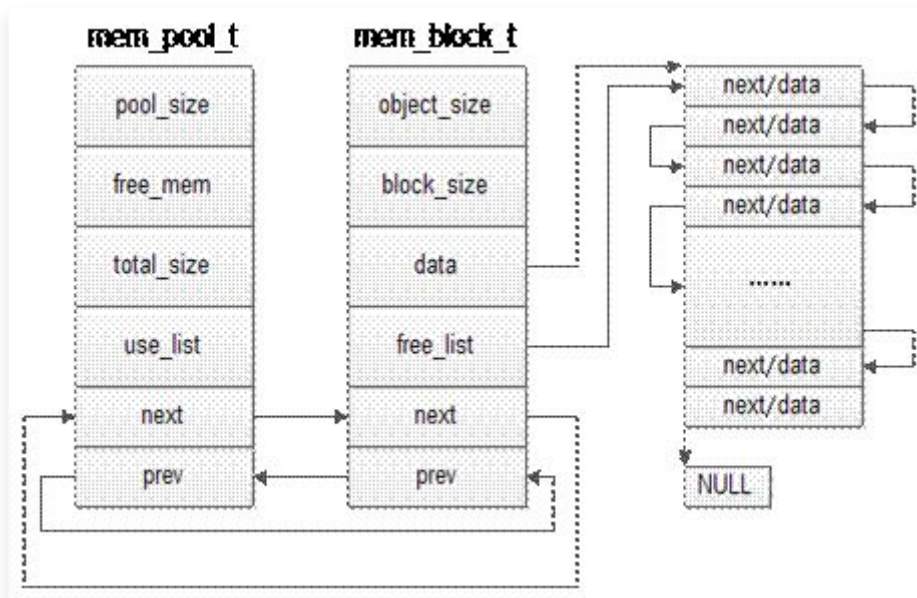 mem_pool_t
pool_size
free_mem
total_size
use_list
next
prev
mem_block_t
object_size
block_size
data
free_list
next
prev
next/data
next/data
next/data
next/data
......
next/data
next/data
NULL